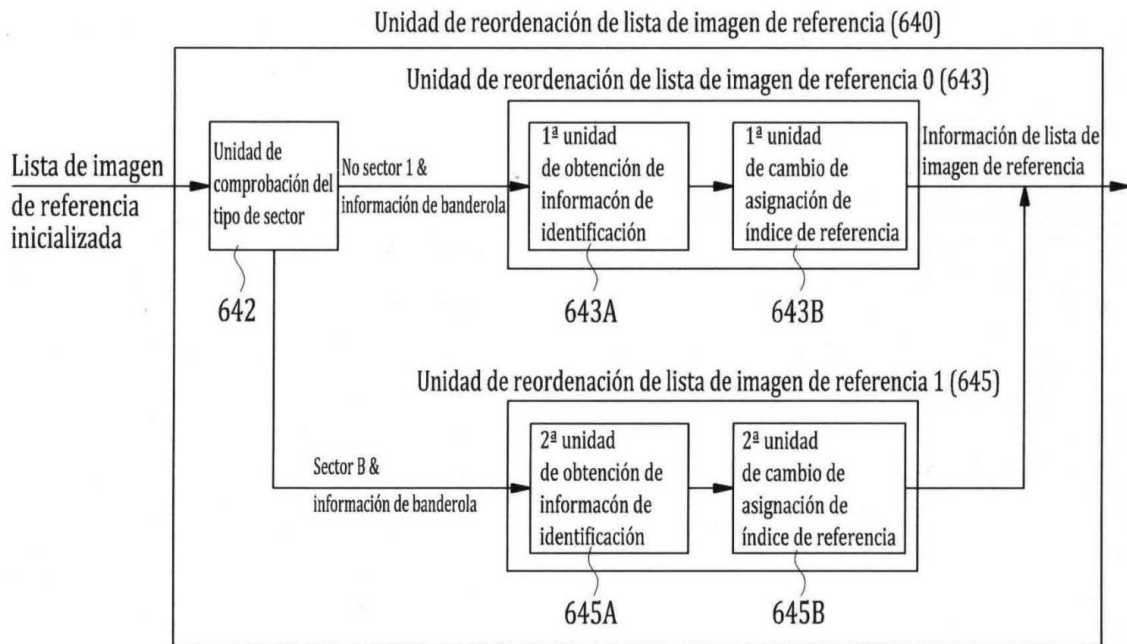 Unidad de reordenación de lista de imagen de referencia (640)
Unidad de reordenación de lista de imagen de referencia 0 (643)
Lista de imagen
de referencia
inicializada
Unidad de
comprobación del
tipo de sector
642
No sector 1 &
información de banderola
1ª unidad
de obtención de
informacón de
identificación
643A
1ª unidad
de cambio de
asignación de
índice de referencia
643B
Información de lista de
imagen de referencia
Unidad de reordenación de lista de imagen de referencia 1 (645)
Sector B &
información de banderola
2ª unidad
de obtención de
informacón de
identificación
645A
2ª unidad
de cambio de
asignación de
índice de referencia
645B